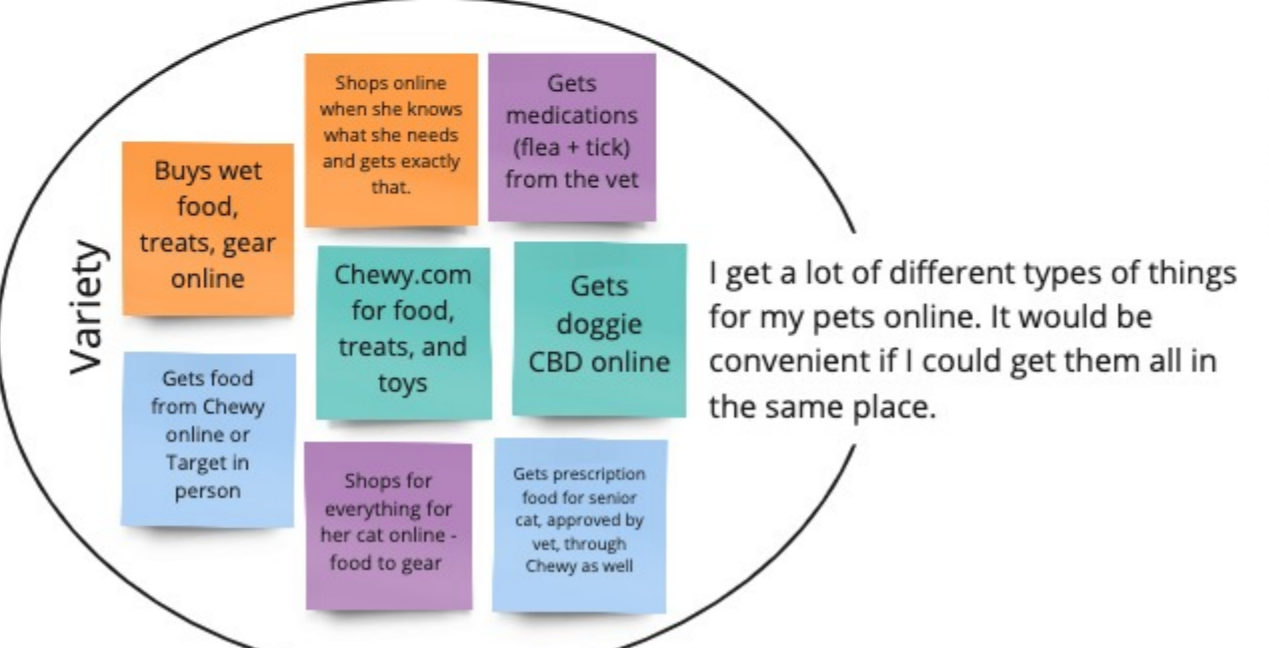 Variety
Buys wet
food,
treats, gear
online
Shops online
when she knows
what she needs
and gets exactly
that.
Gets
medications
(flea + tick)
from the vet
Gets food
from Chewy
online or
Target in
person
Chewy.com
for food,
treats, and
toys
Gets
doggie
CBD online
Shops for
everything for
her cat online -
food to gear
Gets prescription
food for senior
cat, approved by
vet, through
Chewy as well
I get a lot of different types of things
for my pets online. It would be
convenient if I could get them all in
the same place.